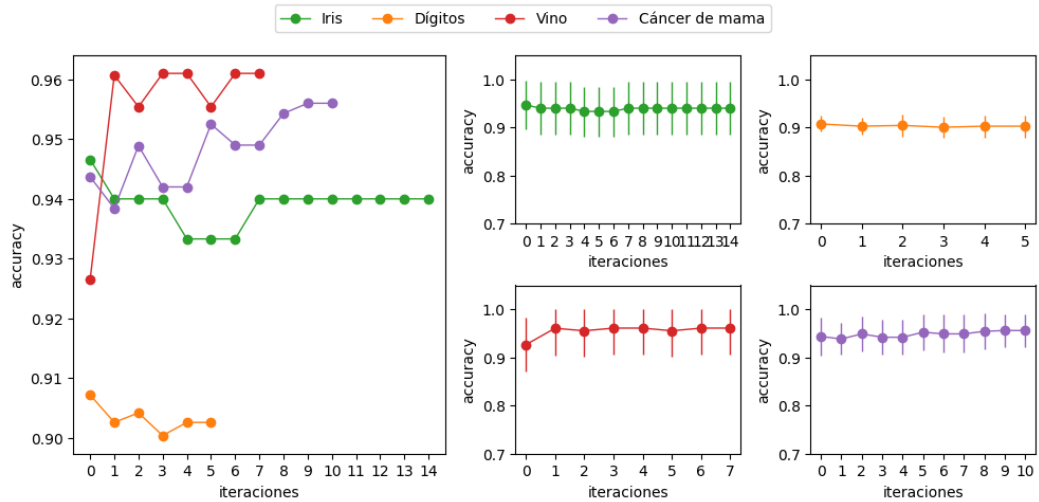 Iris Dígitos Vino Cáncer de mama
0.96
0.95
0.94
0.93
0.92
0.91
0.90
accuracy
0 1 2 3 4 5 6 7 8 9 10 11 12 13 14
iteraciones
1.0
0.9
0.8
0.7
accuracy
0 1 2 3 4 5 6 7 8 9 10 11 12 13 14
iteraciones
1.0
0.9
0.8
0.7
accuracy
0 1 2 3 4 5
iteraciones
1.0
0.9
0.8
0.7
accuracy
0 1 2 3 4 5 6 7
iteraciones
1.0
0.9
0.8
0.7
accuracy
0 1 2 3 4 5 6 7 8 9 10
iteraciones